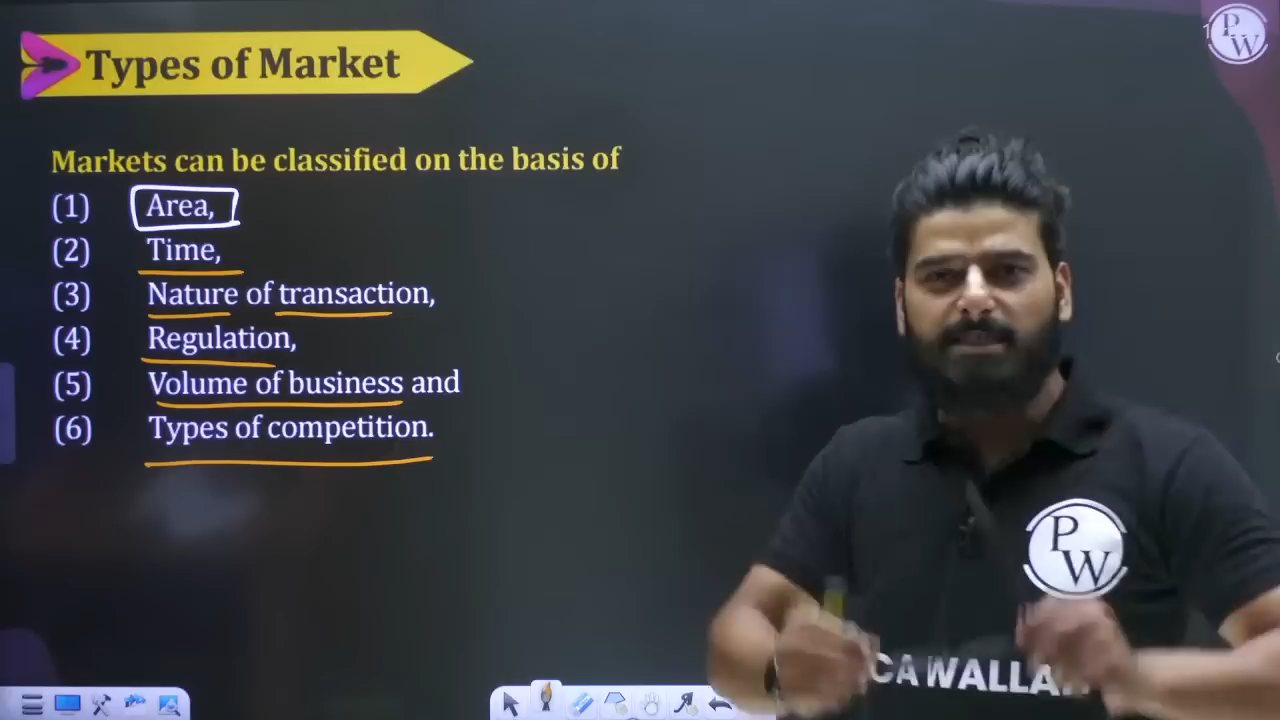 Types of Market
Markets can be classified on the basis of
(1) Area,
(2) Time,
(3) Nature of transaction,
(4) Regulation,
(5) Volume of business and
(6) Types of competition.
PW
PW
CA WALLAH